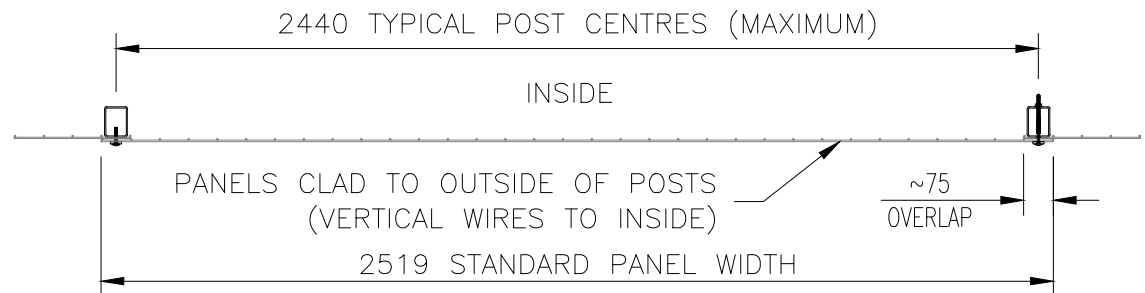 2440 TYPICAL POST CENTRES (MAXIMUM)
INSIDE
PANELS CLAD TO OUTSIDE OF POSTS
(VERTICAL WIRES TO INSIDE)
~75
OVERLAP
2519 STANDARD PANEL WIDTH